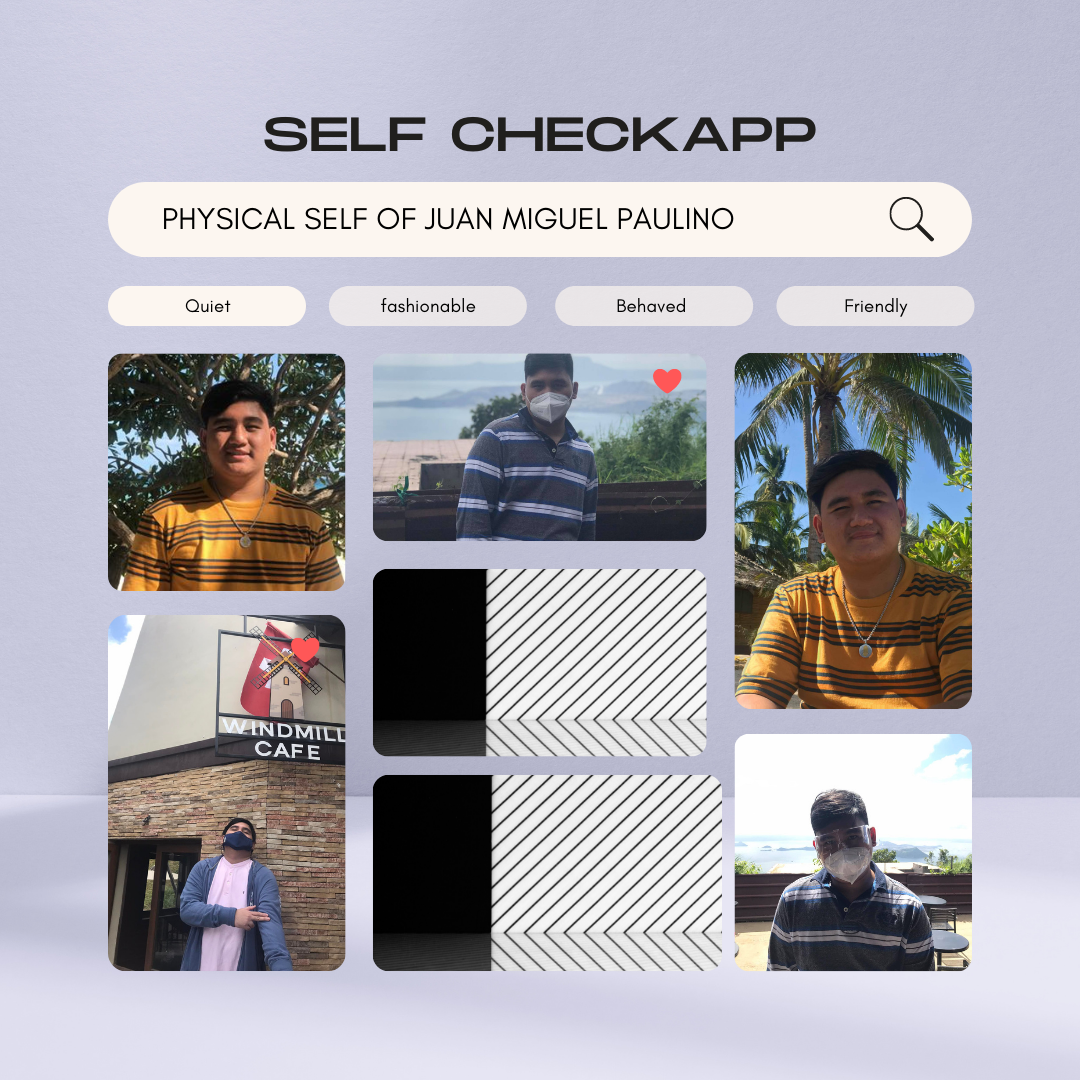 SELF CHECKAPP
PHYSICAL SELF OF JUAN MIGUEL PAULINO
Quiet
fashionable
Behaved
Friendly
WINDMILL
CAFE